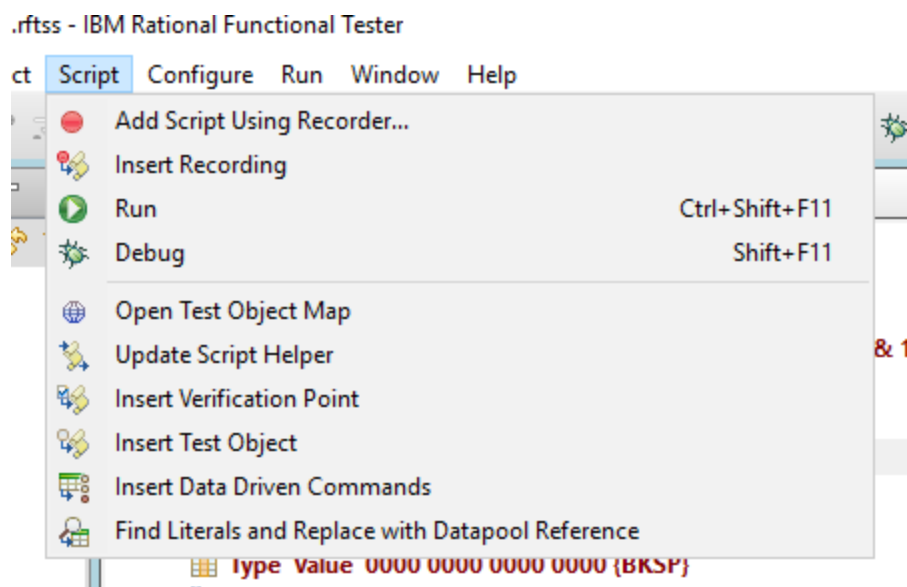 .rftss - IBM Rational Functional Tester
ct Script Configure Run Window Help
Add Script Using Recorder...
Insert Recording
Run Ctrl+Shift+F11
Debug Shift+F11
Open Test Object Map
Update Script Helper
& 1
Insert Verification Point
Insert Test Object
Insert Data Driven Commands
Find Literals and Replace with Datapool Reference
Type Value 0000 0000 0000 0000 {BKSP}